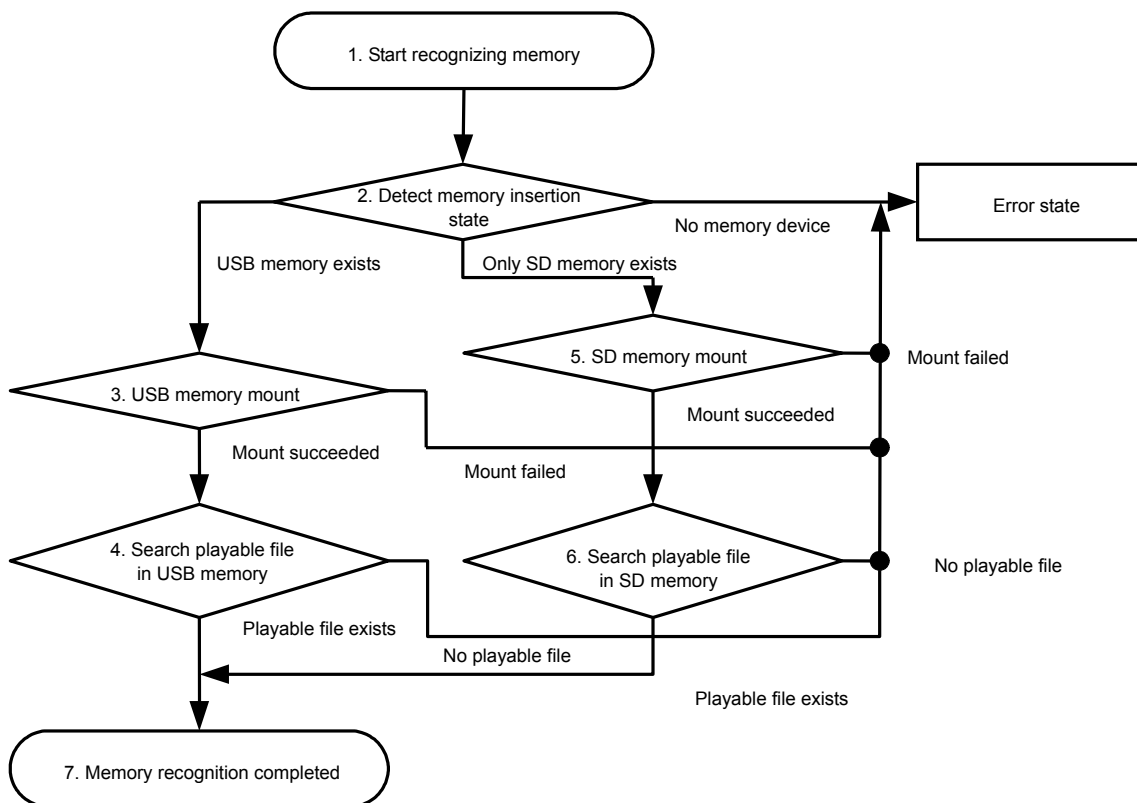 1. Start recognizing memory
2. Detect memory insertion
state
Error state
No memory device
USB memory exists
Only SD memory exists
5. SD memory mount
Mount failed
3. USB memory mount
Mount succeeded
Mount succeeded
Mount failed
4. Search playable file
in USB memory
6. Search playable file
in SD memory
No playable file
Playable file exists
No playable file
Playable file exists
7. Memory recognition completed